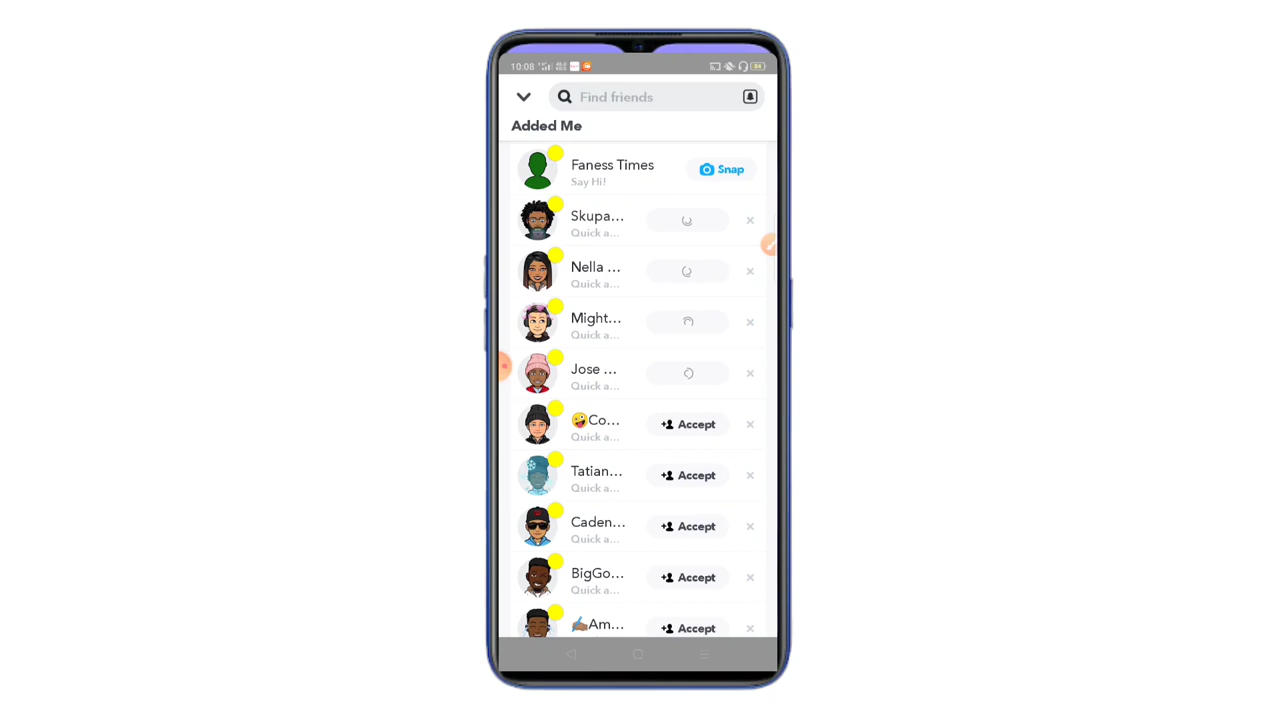 10:08
84
Find friends
Added Me
Faness Times
Say Hi!
Snap
Skupa...
Quick a...
Nella ...
Quick a...
Might...
Quick a...
Jose ...
Quick a...
🤪Co...
Quick a...
Accept
Tatian...
Quick a...
Accept
Caden...
Quick a...
Accept
BigGo...
Quick a...
Accept
✍🏽Am...
Accept